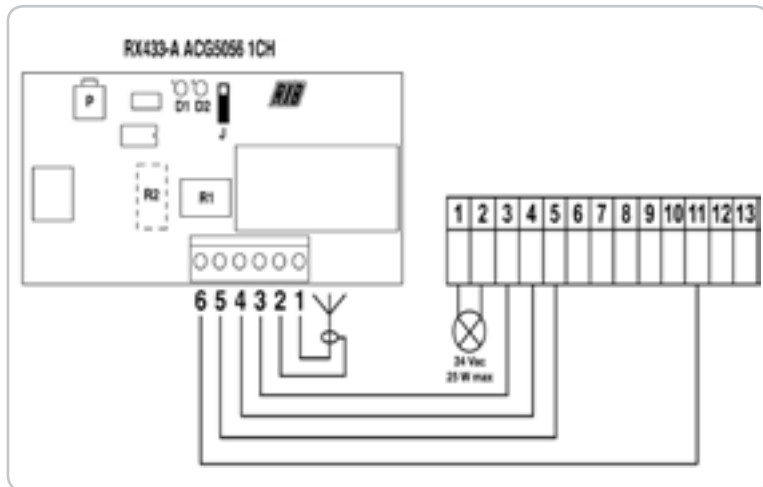 RX433-A ACG5056 1CH
P
D1 D2
RIB
J
R2
R1
1 2 3 4 5 6 7 8 9 10 11 12 13
6 5 4 3 2 1
24 Vac
25 W max